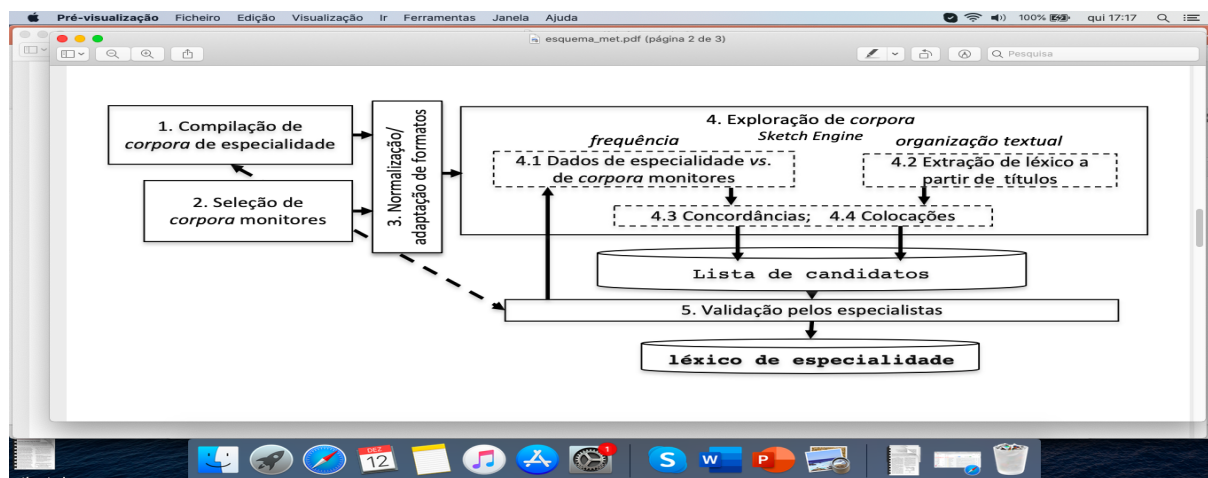 Pré-visualização Ficheiro Edição Visualização Ir Ferramentas Janela Ajuda 100% qui 17:17
esquema_met.pdf (página 2 de 3)
Pesquisa
1. Compilação de
corpora de especialidade
2. Seleção de
corpora monitores
3. Normalização/
adaptação de formatos
4. Exploração de corpora
Sketch Engine
frequência
organização textual
4.1 Dados de especialidade vs.
de corpora monitores
4.2 Extração de léxico a
partir de títulos
4.3 Concordâncias; 4.4 Colocações
Lista de candidatos
5. Validação pelos especialistas
léxico de especialidade
DEZ
12
1
S
W
P